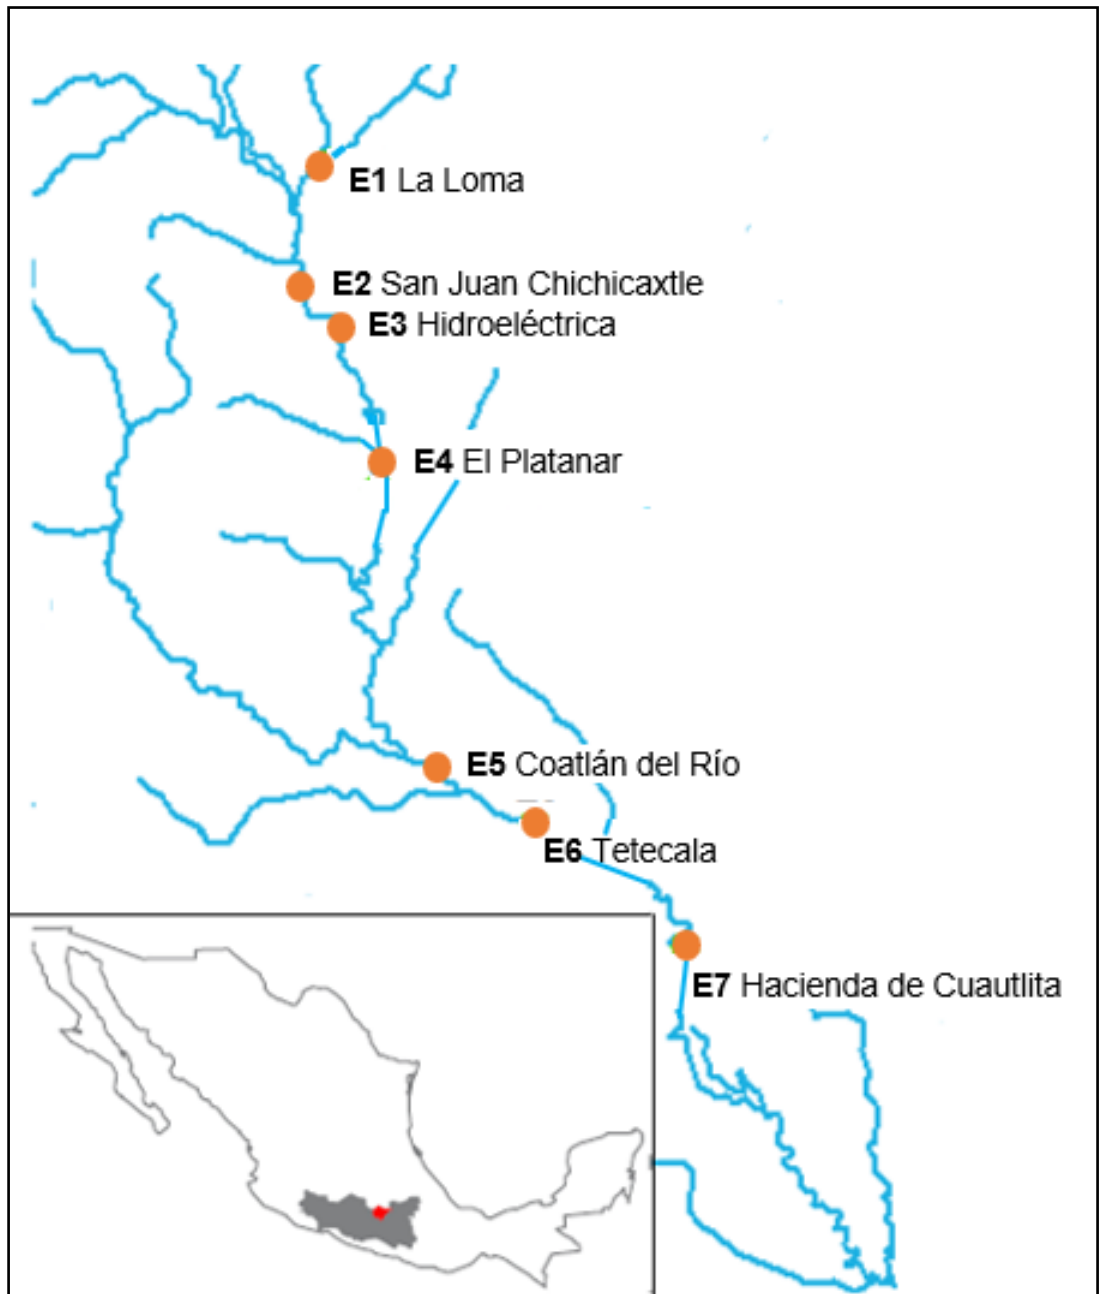 E1 La Loma
E2 San Juan Chichicaxtle
E3 Hidroeléctrica
E4 El Platanar
E5 Coatlán del Río
E6 Tetecala
E7 Hacienda de Cuautlita